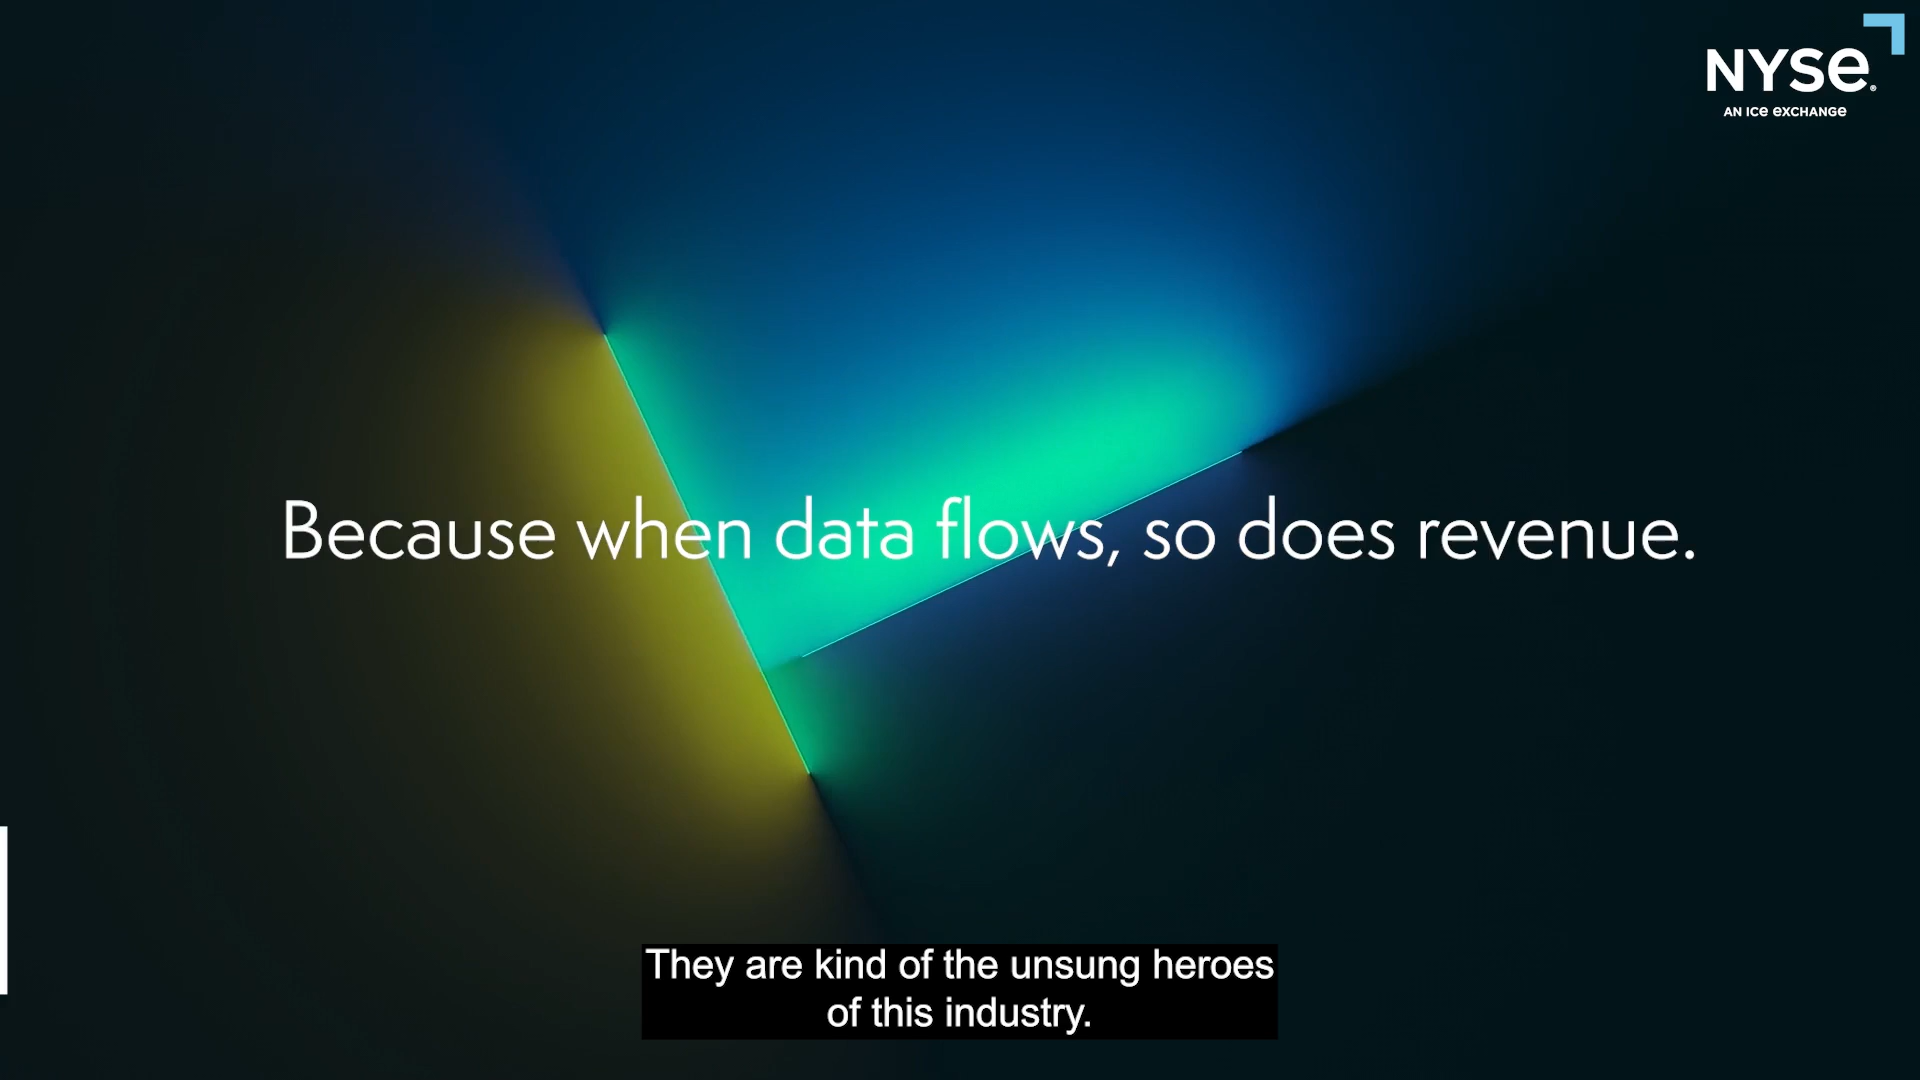 NYSE®
AN ICE EXCHANGE
Because when data flows, so does revenue.
They are kind of the unsung heroes
of this industry.